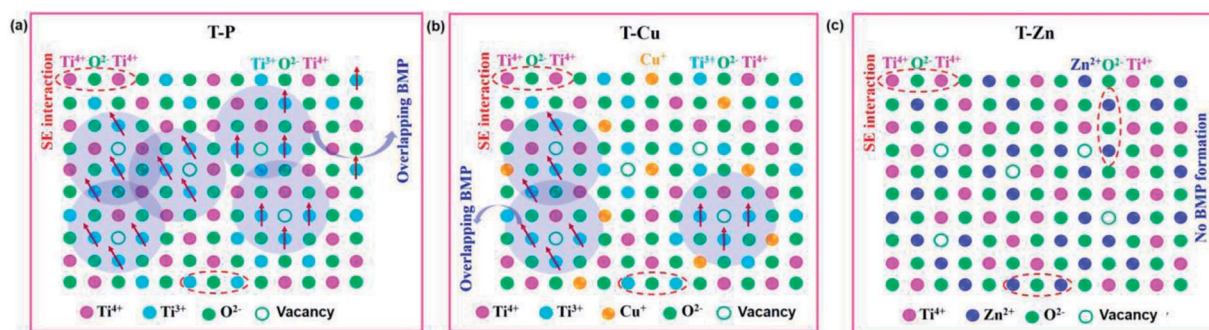 (a)
T-P
Ti⁴⁺ O²⁻ Ti⁴⁺
Ti³⁺ O²⁻ Ti⁴⁺
SE interaction
Overlapping BMP
Ti⁴⁺ Ti³⁺ O²⁻ Vacancy
(b)
T-Cu
Ti⁴⁺ O²⁻ Ti⁴⁺
Cu⁺
Ti³⁺ O²⁻ Ti⁴⁺
SE interaction
Overlapping BMP
Ti⁴⁺ Ti³⁺ Cu⁺ O²⁻ Vacancy
(c)
T-Zn
Ti⁴⁺ O²⁻ Ti⁴⁺
Zn²⁺ O²⁻ Ti⁴⁺
SE interaction
No BMP formation
Ti⁴⁺ Zn²⁺ O²⁻ Vacancy